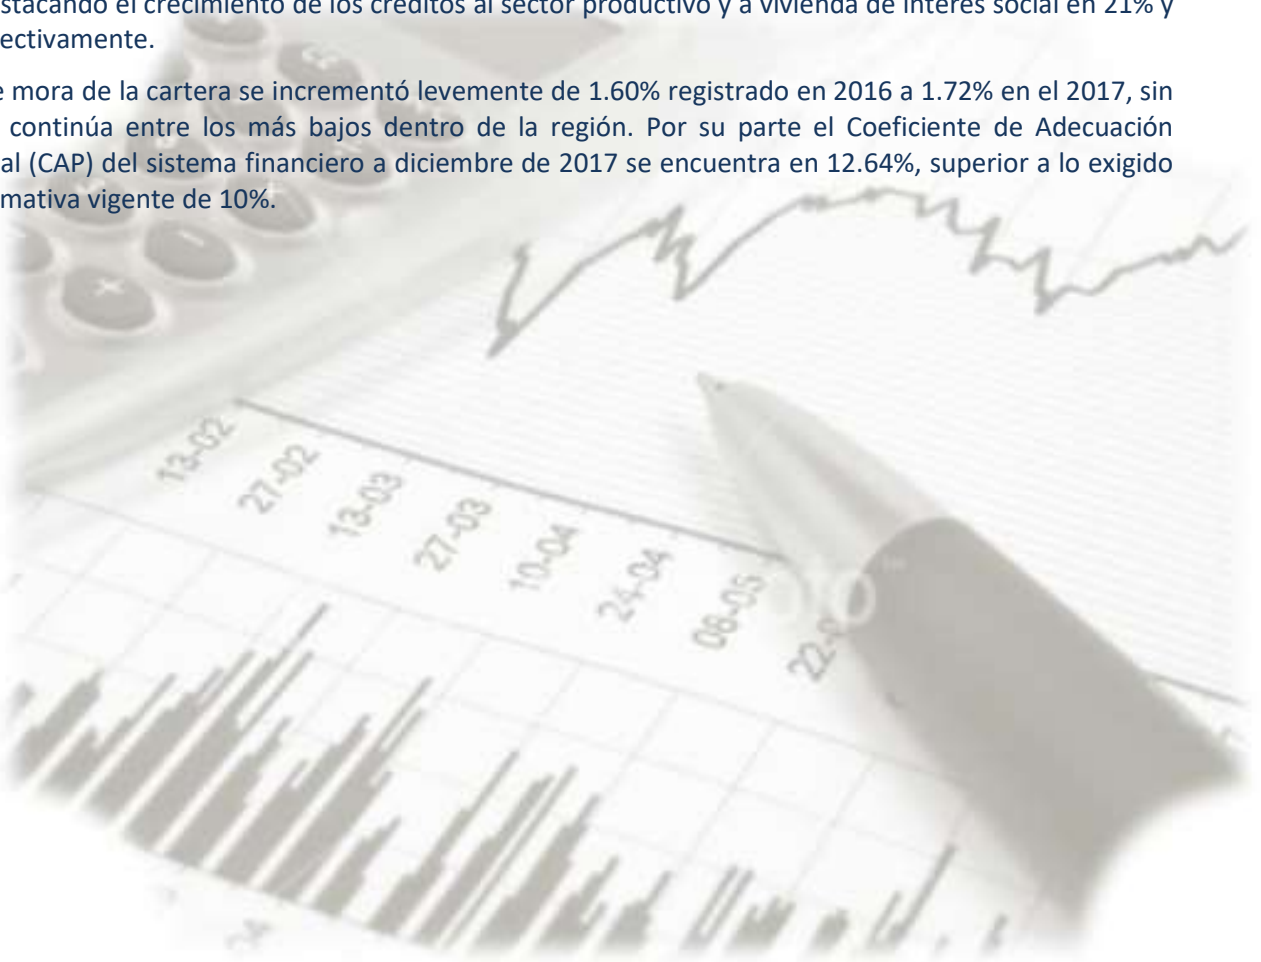 stacando el crecimiento de los créditos al sector productivo y a vivienda de interés social en 21% y
ectivamente.
e mora de la cartera se incrementó levemente de 1.60% registrado en 2016 a 1.72% en el 2017, sin
continúa entre los más bajos dentro de la región. Por su parte el Coeficiente de Adecuación
al (CAP) del sistema financiero a diciembre de 2017 se encuentra en 12.64%, superior a lo exigido
mativa vigente de 10%.
13-02
27-02
13-03
27-03
10-04
24-04
08-05